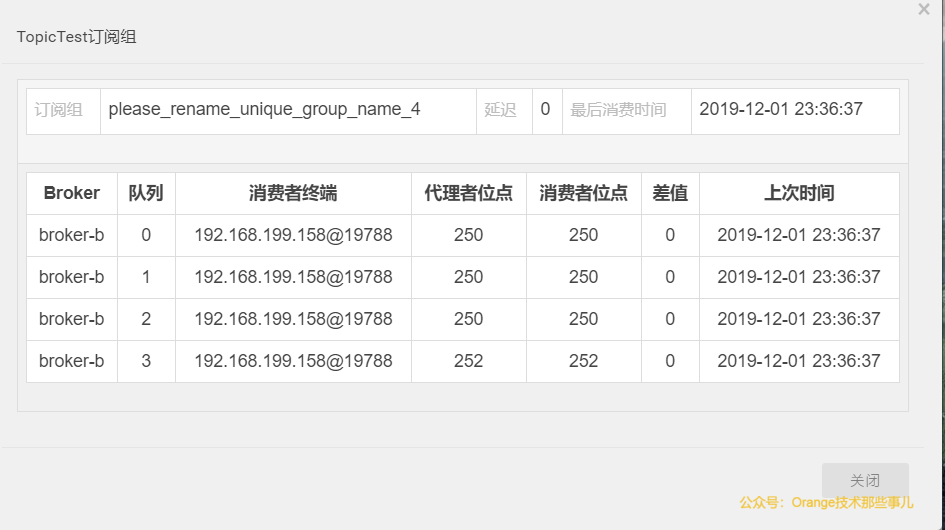 ×
TopicTest订阅组
订阅组 please_rename_unique_group_name_4 延迟 0 最后消费时间 2019-12-01 23:36:37
Broker 队列 消费者终端 代理者位点 消费者位点 差值 上次时间
broker-b 0 192.168.199.158@19788 250 250 0 2019-12-01 23:36:37
broker-b 1 192.168.199.158@19788 250 250 0 2019-12-01 23:36:37
broker-b 2 192.168.199.158@19788 250 250 0 2019-12-01 23:36:37
broker-b 3 192.168.199.158@19788 252 252 0 2019-12-01 23:36:37
关闭
公众号：Orange技术那些事儿